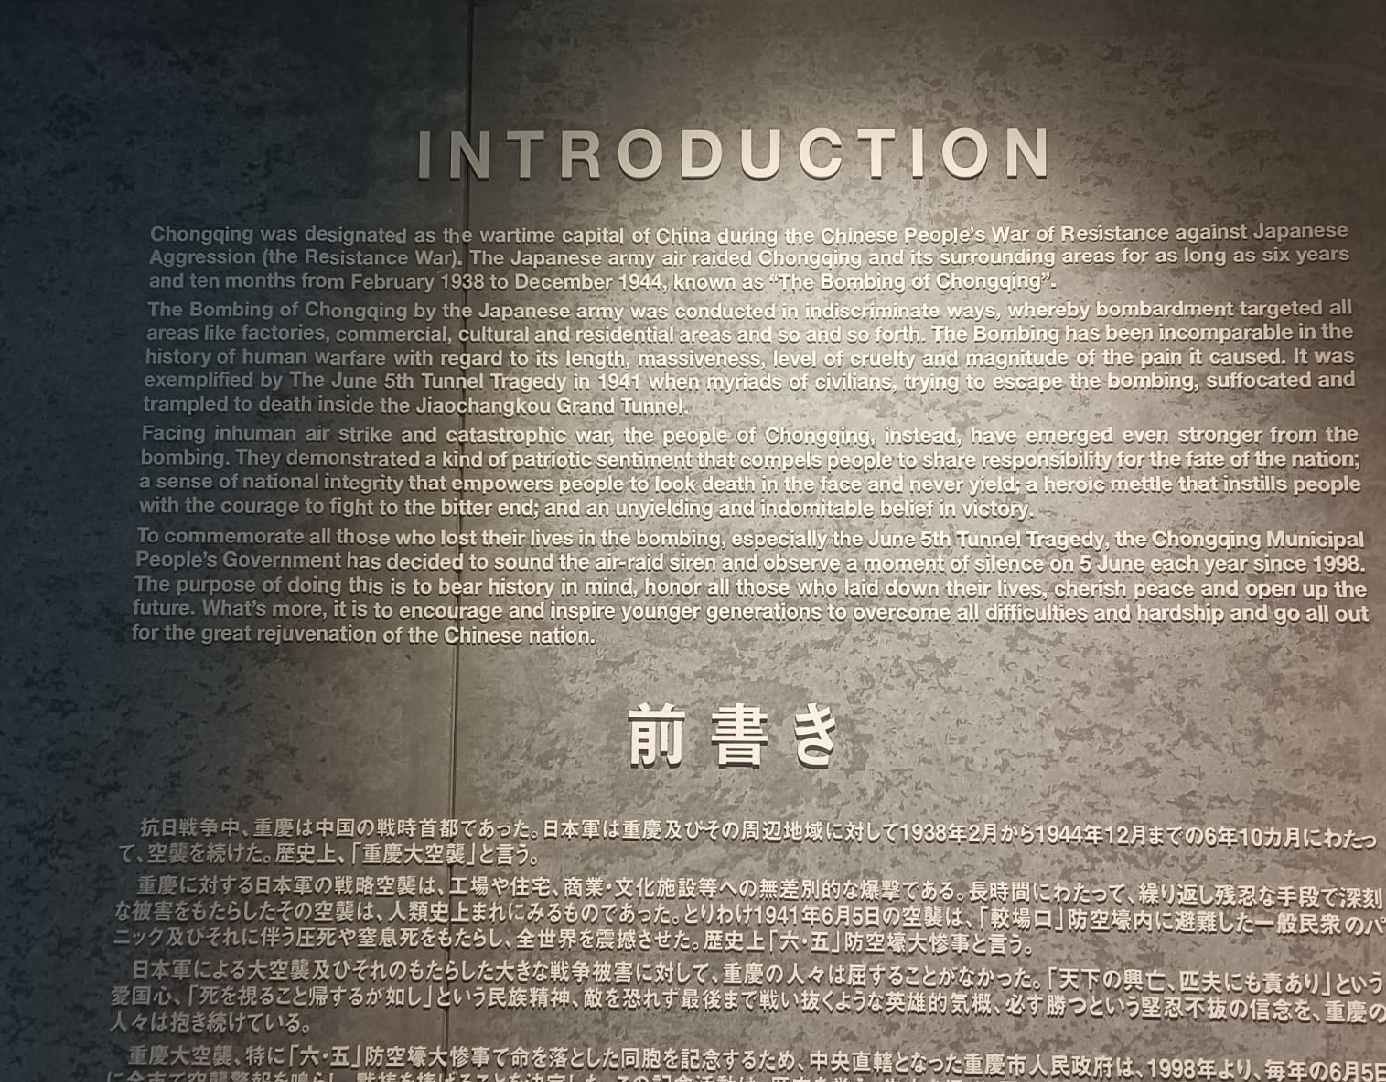 INTRODUCTION
Chongqing was designated as the wartime capital of China during the Chinese People's War of Resistance against Japanese
Aggression (the Resistance War). The Japanese army air raided Chongqing and its surrounding areas for as long as six years
and ten months from February 1938 to December 1944, known as “The Bombing of Chongqing”.
The Bombing of Chongqing by the Japanese army was conducted in indiscriminate ways, whereby bombardment targeted all
areas like factories, commercial, cultural and residential areas and so and so forth. The Bombing has been incomparable in the
history of human warfare with regard to its length, massiveness, level of cruelty and magnitude of the pain it caused. It was
exemplified by The June 5th Tunnel Tragedy in 1941 when myriads of civilians, trying to escape the bombing, suffocated and
trampled to death inside the Jiaochangkou Grand Tunnel.
Facing inhuman air strike and catastrophic war, the people of Chongqing, instead, have emerged even stronger from the
bombing. They demonstrated a kind of patriotic sentiment that compels people to share responsibility for the fate of the nation;
a sense of national integrity that empowers people to look death in the face and never yield; a heroic mettle that instills people
with the courage to fight to the bitter end; and an unyielding and indomitable belief in victory.
To commemorate all those who lost their lives in the bombing, especially the June 5th Tunnel Tragedy, the Chongqing Municipal
People's Government has decided to sound the air-raid siren and observe a moment of silence on 5 June each year since 1998.
The purpose of doing this is to bear history in mind, honor all those who laid down their lives, cherish peace and open up the
future. What's more, it is to encourage and inspire younger generations to overcome all difficulties and hardship and go all out
for the great rejuvenation of the Chinese nation.
前書き
抗日戦争中、重慶は中国の戦時首都であった。日本軍は重慶及びその周辺地域に対して1938年2月から1944年12月までの6年10カ月にわたっ
て、空襲を続けた。歴史上、「重慶大空襲」と言う。
重慶に対する日本軍の戦略空襲は、工場や住宅、商業・文化施設等への無差別的な爆撃である。長時間にわたって、繰り返し残忍な手段で深刻
な被害をもたらしたその空襲は、人類史上まれにみるものであった。とりわけ1941年6月5日の空襲は、「較場口」防空壕内に避難した一般民衆のパ
ニック及びそれに伴う圧死や窒息死をもたらし、全世界を震撼させた。歴史上「六・五」防空壕大惨事と言う。
日本軍による大空襲及びそれのもたらした大きな戦争被害に対して、重慶の人々は屈することがなかった。「天下の興亡、匹夫にも責あり」という
愛国心、「死を視ること帰するが如し」という民族精神、敵を恐れず最後まで戦い抜くような英雄的気概、必ず勝つという堅忍不抜の信念を、重慶の
人々は抱き続けている。
重慶大空襲、特に「六・五」防空壕大惨事で命を落とした同胞を記念するため、中央直轄となった重慶市人民政府は、1998年より、毎年の6月5日